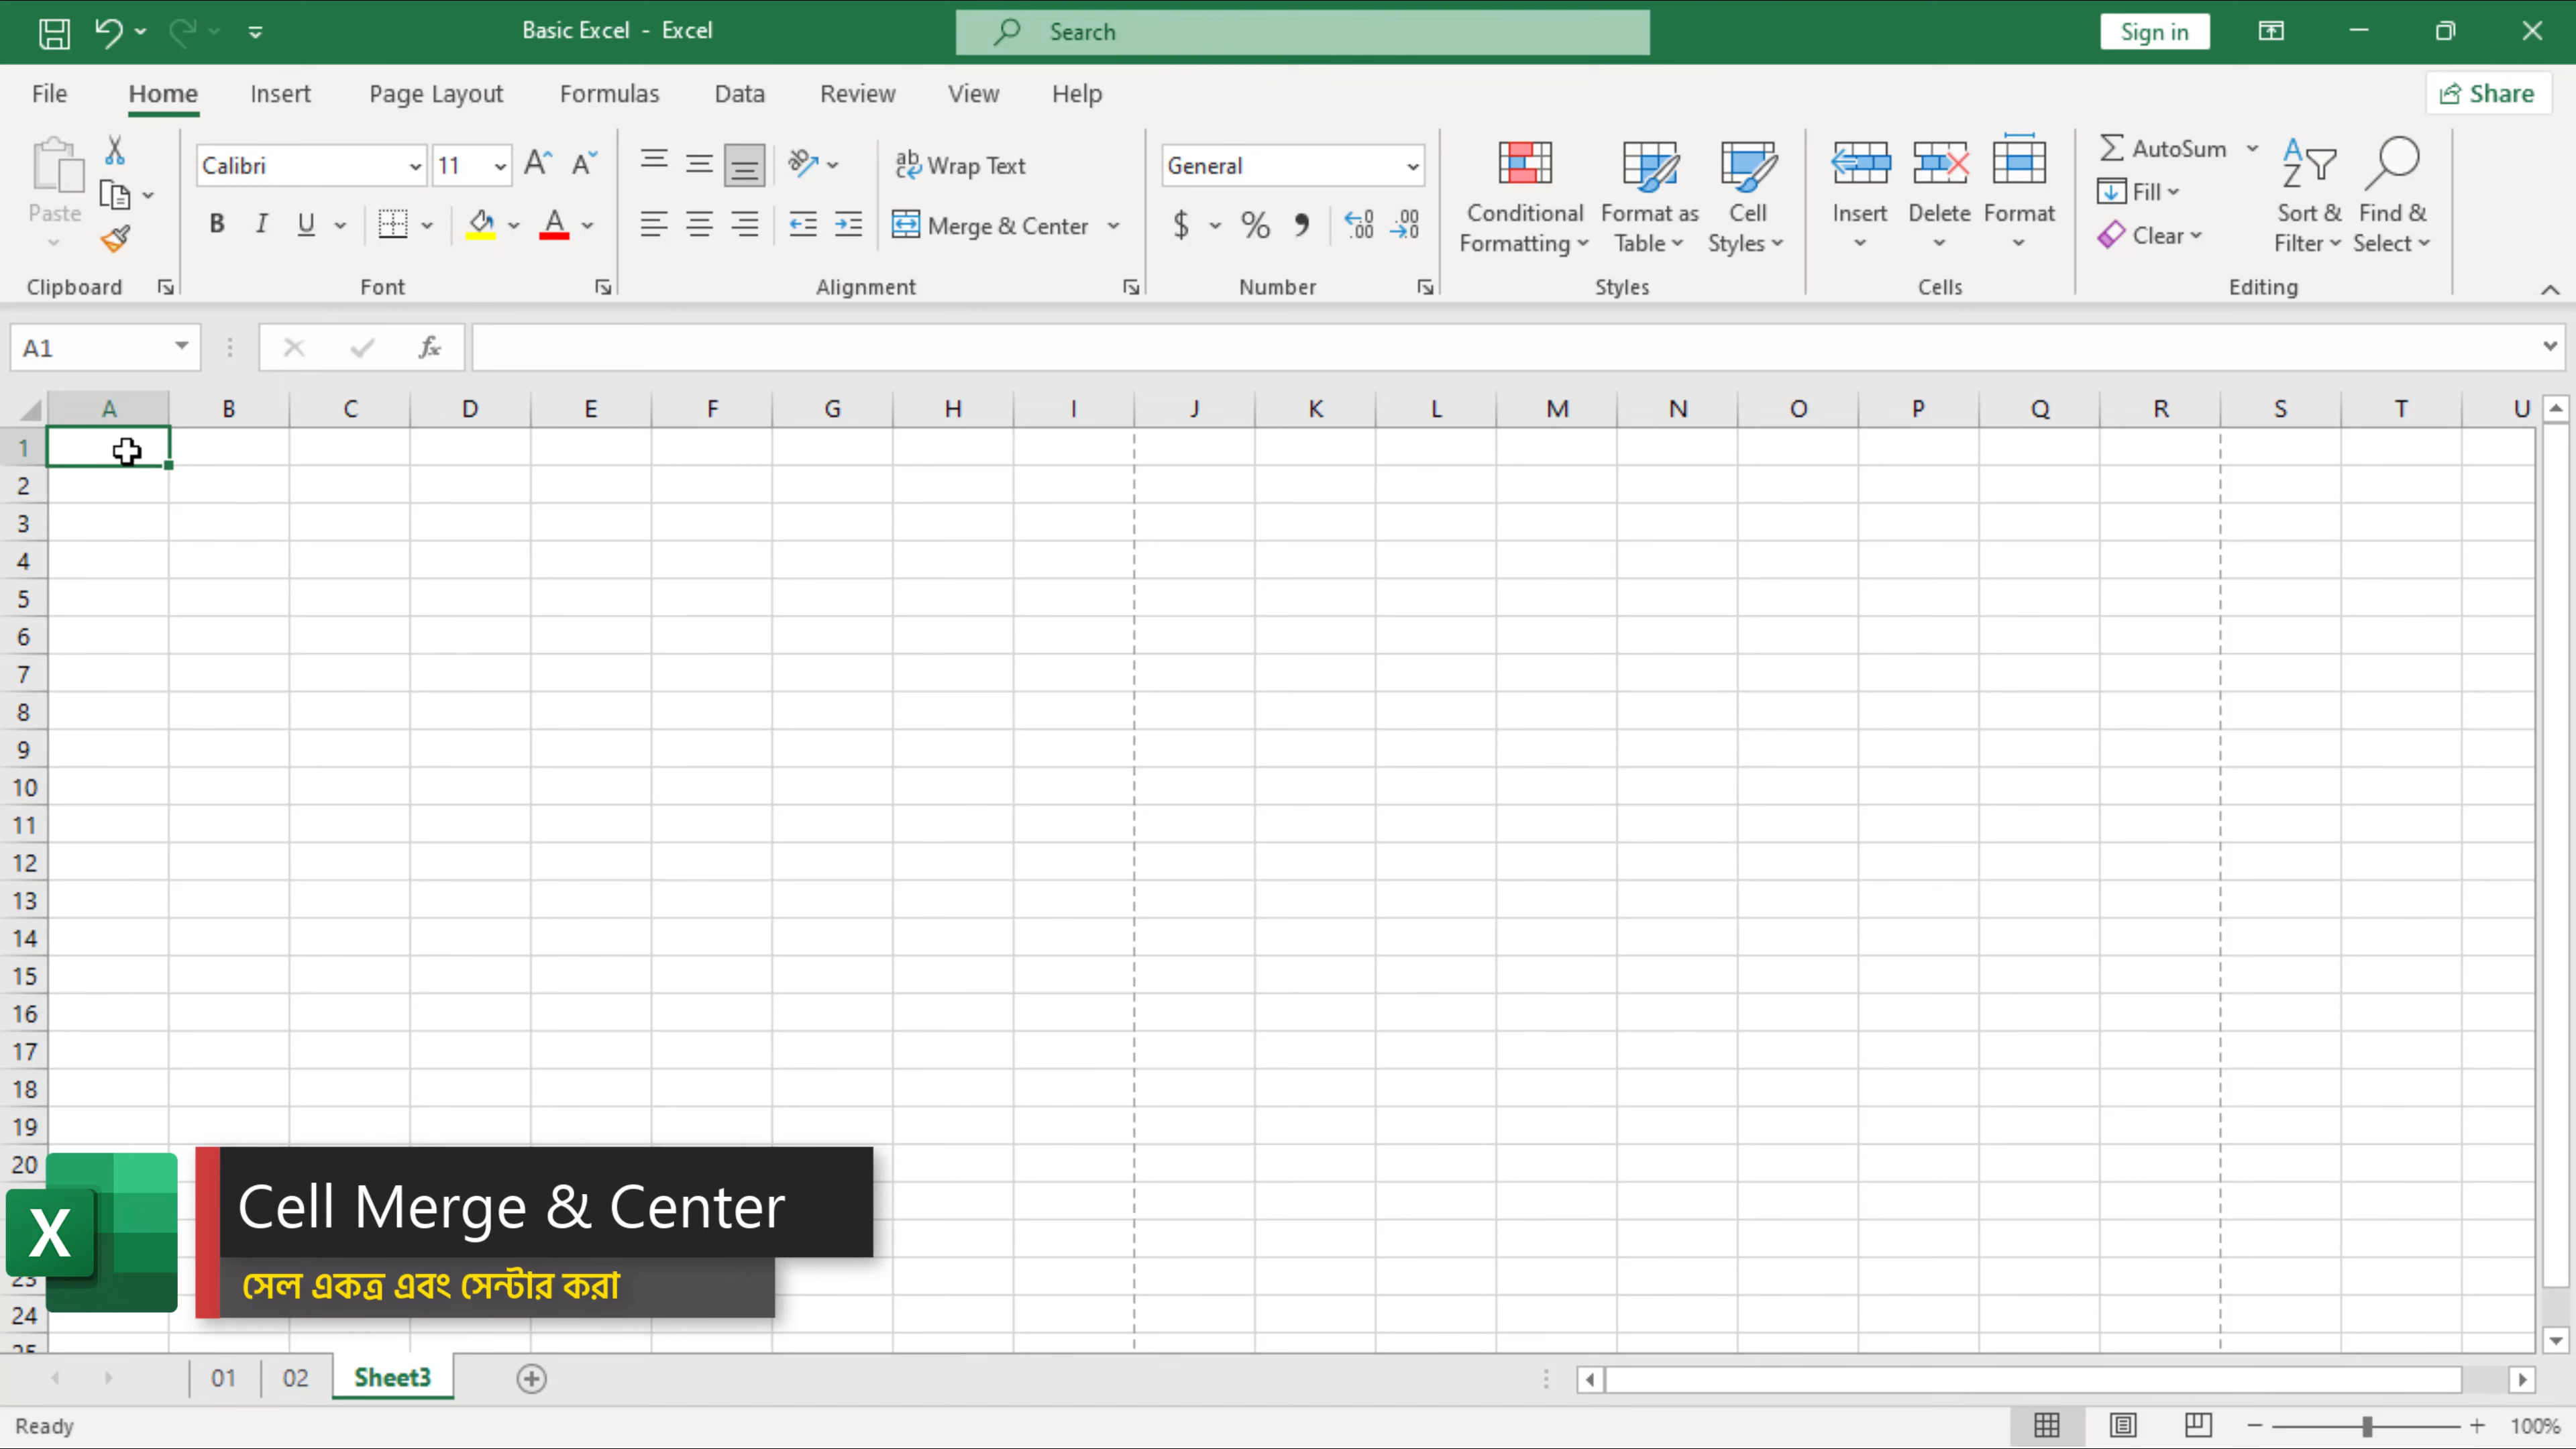 Basic Excel - Excel
Search
Sign in
File Home Insert Page Layout Formulas Data Review View Help
Share
Paste
Clipboard
Calibri 11
B I U
Font
Wrap Text
Merge & Center
Alignment
General
$ % ,
Number
Conditional Formatting
Format as Table
Cell Styles
Styles
Insert
Delete
Format
Cells
AutoSum
Fill
Clear
Sort & Filter
Find & Select
Editing
A1
fx
A B C D E F G H I J K L M N O P Q R S T U
1
2
3
4
5
6
7
8
9
10
11
12
13
14
15
16
17
18
19
20
X
Cell Merge & Center
সেল একত্র এবং সেন্টার করা
23
24
25
01 02 Sheet3
Ready
100%